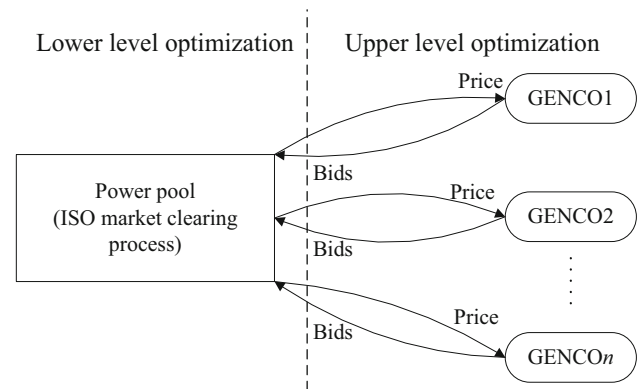 Lower level optimization
Upper level optimization
Price
GENCO1
Bids
Power pool
(ISO market clearing
process)
Price
GENCO2
Bids
Price
Bids
GENCOn